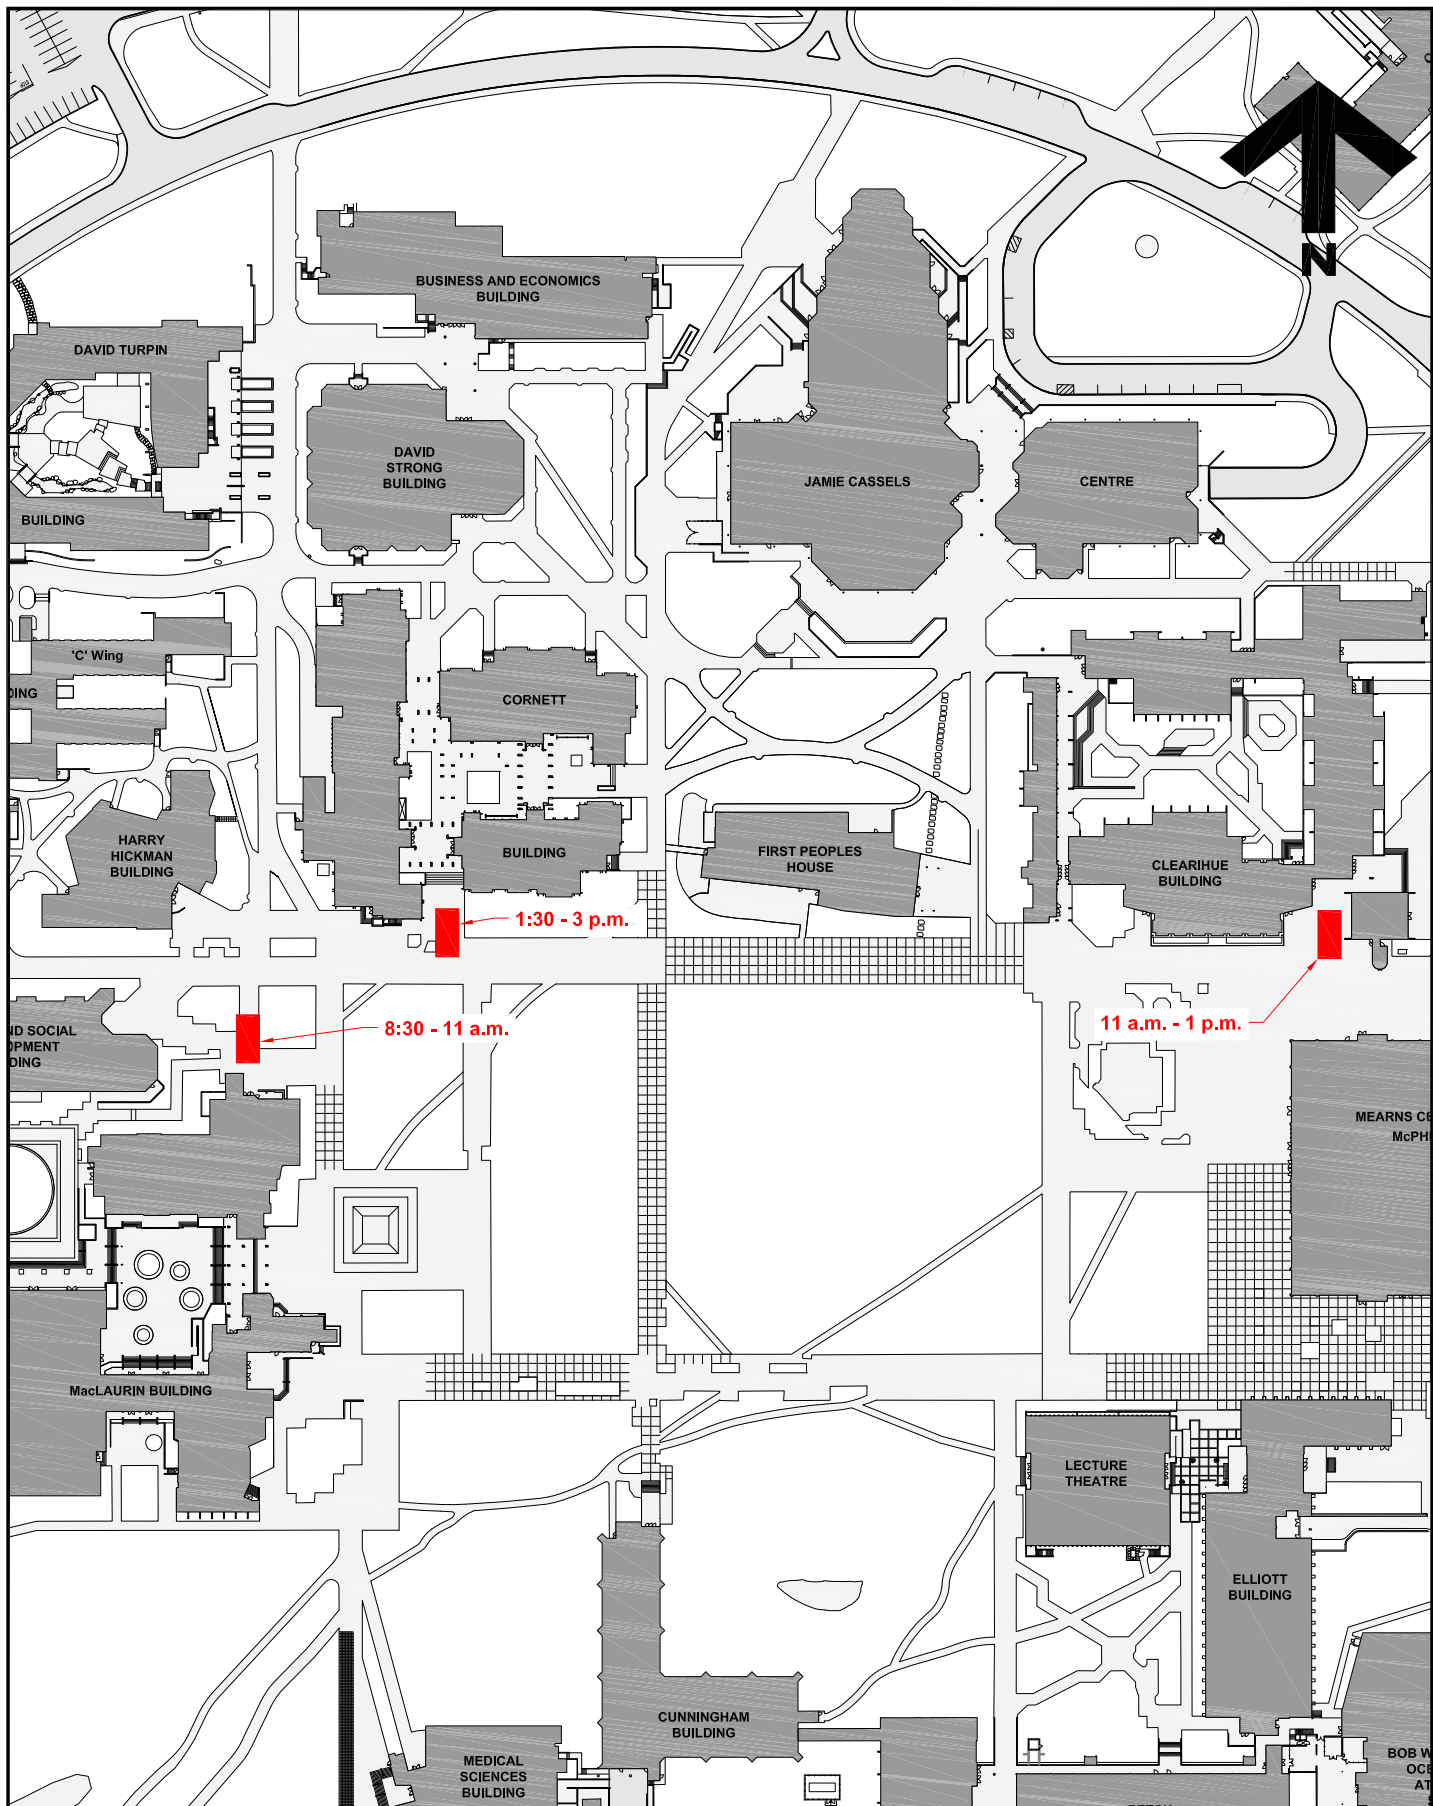 N
BUSINESS AND ECONOMICS
BUILDING
DAVID TURPIN
DAVID
STRONG
BUILDING
JAMIE CASSELS
CENTRE
BUILDING
'C' Wing
DING
CORNETT
HARRY
HICKMAN
BUILDING
BUILDING
FIRST PEOPLES
HOUSE
CLEARIHUE
BUILDING
1:30 - 3 p.m.
8:30 - 11 a.m.
11 a.m. - 1 p.m.
ND SOCIAL
OPMENT
DING
MEARNS CE
McPH
MacLAURIN BUILDING
LECTURE
THEATRE
ELLIOTT
BUILDING
CUNNINGHAM
BUILDING
MEDICAL
SCIENCES
BUILDING
BOB W
OCE
AT